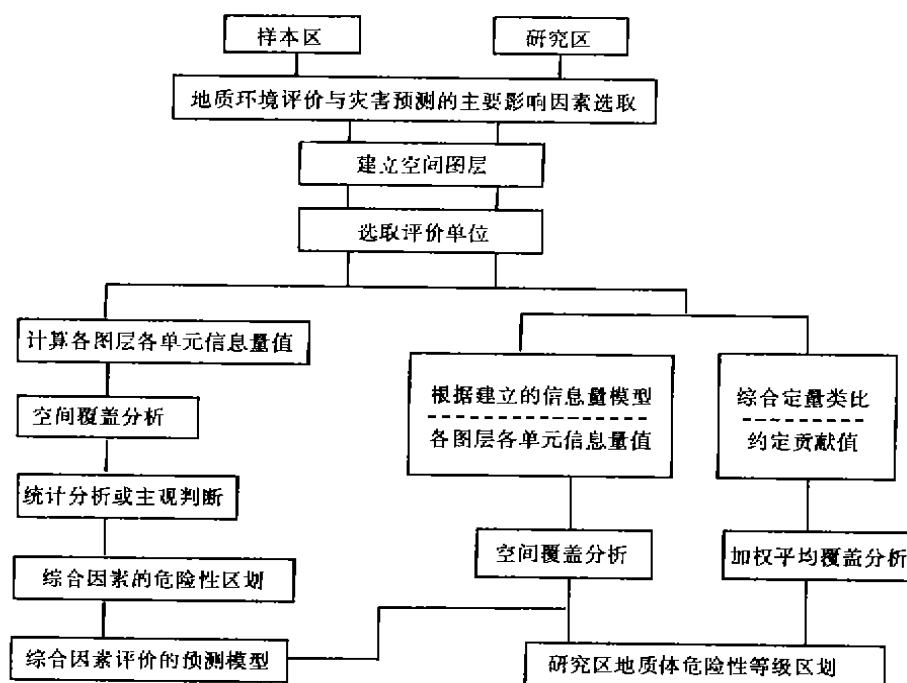 样本区
研究区
地质环境评价与灾害预测的主要影响因素选取
建立空间图层
选取评价单位
计算各图层各单元信息量值
空间覆盖分析
统计分析或主观判断
综合因素的危险性区划
综合因素评价的预测模型
根据建立的信息量模型
各图层各单元信息量值
空间覆盖分析
综合定量类比
约定贡献值
加权平均覆盖分析
研究区地质体危险性等级区划